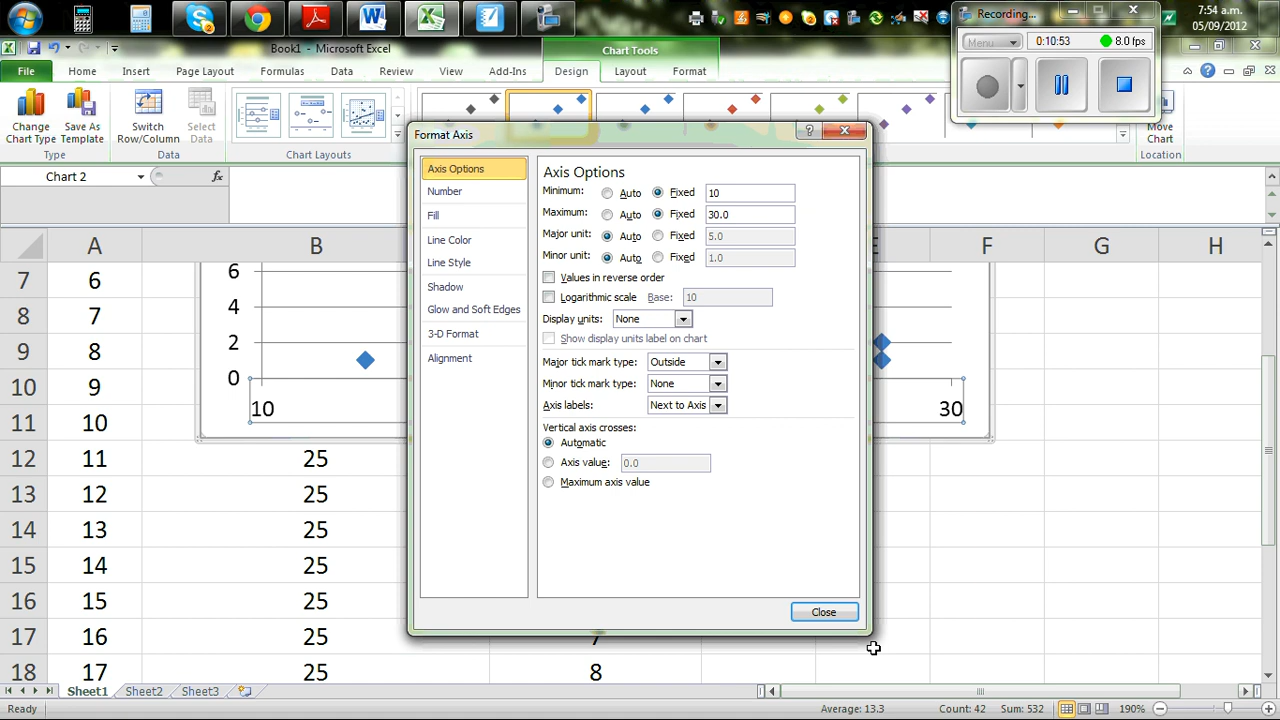 7:54 a.m.
05/09/2012
Recording...
Menu
0:10:53
8.0 fps
Book1 - Microsoft Excel
Chart Tools
File
Home
Insert
Page Layout
Formulas
Data
Review
View
Add-Ins
Design
Layout
Format
Change
Chart Type
Save As
Template
Switch
Row/Column
Select
Data
Move
Chart
Type
Data
Chart Layouts
Location
Chart 2
fx
Format Axis
Axis Options
Number
Fill
Line Color
Line Style
Shadow
Glow and Soft Edges
3-D Format
Alignment
Axis Options
Minimum: Auto Fixed 10
Maximum: Auto Fixed 30.0
Major unit: Auto Fixed 5.0
Minor unit: Auto Fixed 1.0
Values in reverse order
Logarithmic scale Base: 10
Display units: None
Show display units label on chart
Major tick mark type: Outside
Minor tick mark type: None
Axis labels: Next to Axis
Vertical axis crosses:
Automatic
Axis value: 0.0
Maximum axis value
Close
A B E F G H
7 6 6
8 7 4
9 8 2
10 9 0
11 10 10 30
12 11 25
13 12 25
14 13 25
15 14 25
16 15 25
17 16 25 7
18 17 25 8
Sheet1 Sheet2 Sheet3
Ready Average: 13.3 Count: 42 Sum: 532 190%